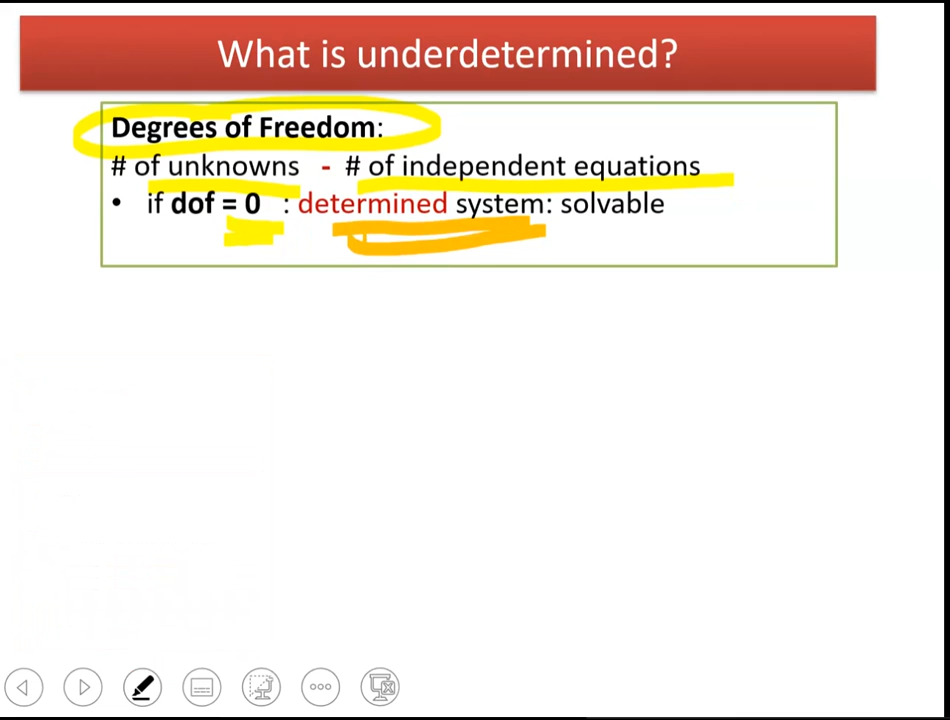 What is underdetermined?
Degrees of Freedom:
# of unknowns - # of independent equations
• if dof = 0 : determined system: solvable